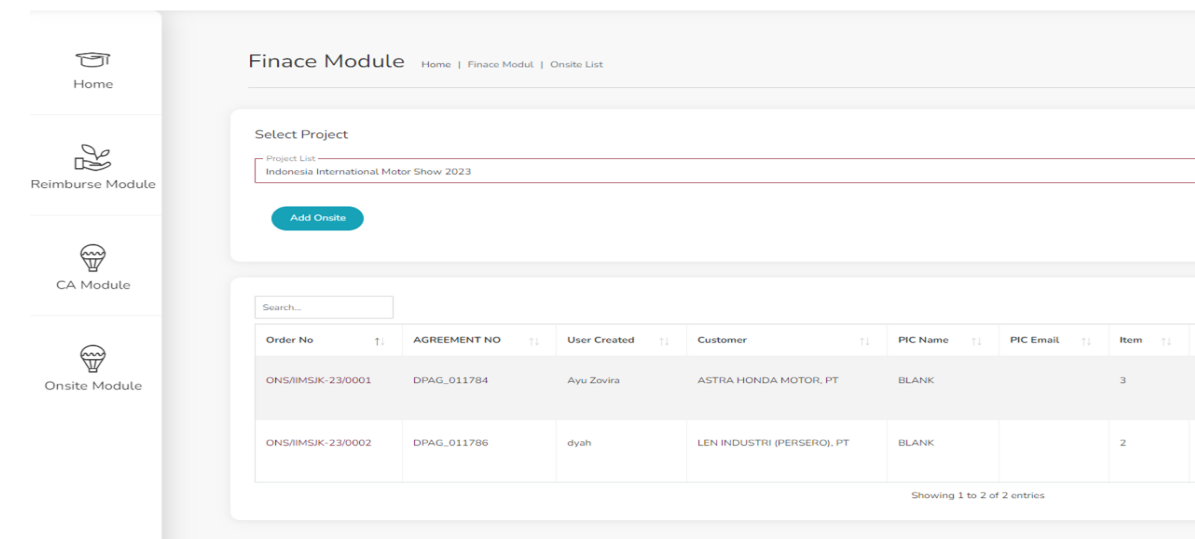 Home
Reimburse Module
CA Module
Onsite Module
Finace Module Home | Finace Modul | Onsite List
Select Project
Project List
Indonesia International Motor Show 2023
Add Onsite
Search...
Order No AGREEMENT NO User Created Customer PIC Name PIC Email Item
ONS/IIMSJK-23/0001 DPAG_011784 Ayu Zovira ASTRA HONDA MOTOR, PT BLANK 3
ONS/IIMSJK-23/0002 DPAG_011786 dyah LEN INDUSTRI (PERSERO), PT BLANK 2
Showing 1 to 2 of 2 entries